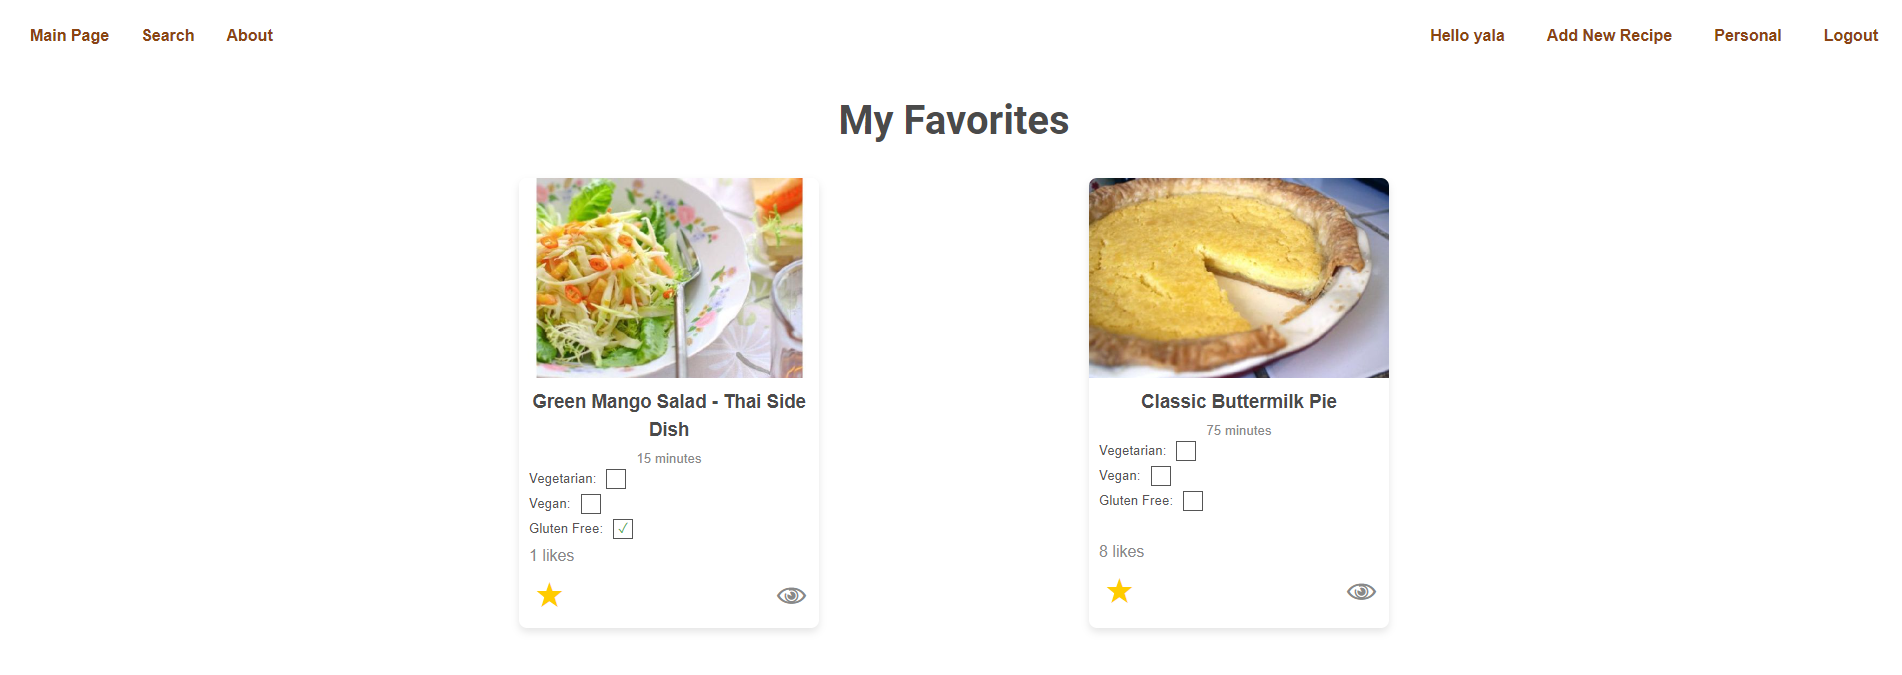 Main Page Search About Hello yala Add New Recipe Personal Logout
My Favorites
Green Mango Salad - Thai Side
Dish
15 minutes
Vegetarian:
Vegan:
Gluten Free: ✓
1 likes
Classic Buttermilk Pie
75 minutes
Vegetarian:
Vegan:
Gluten Free:
8 likes